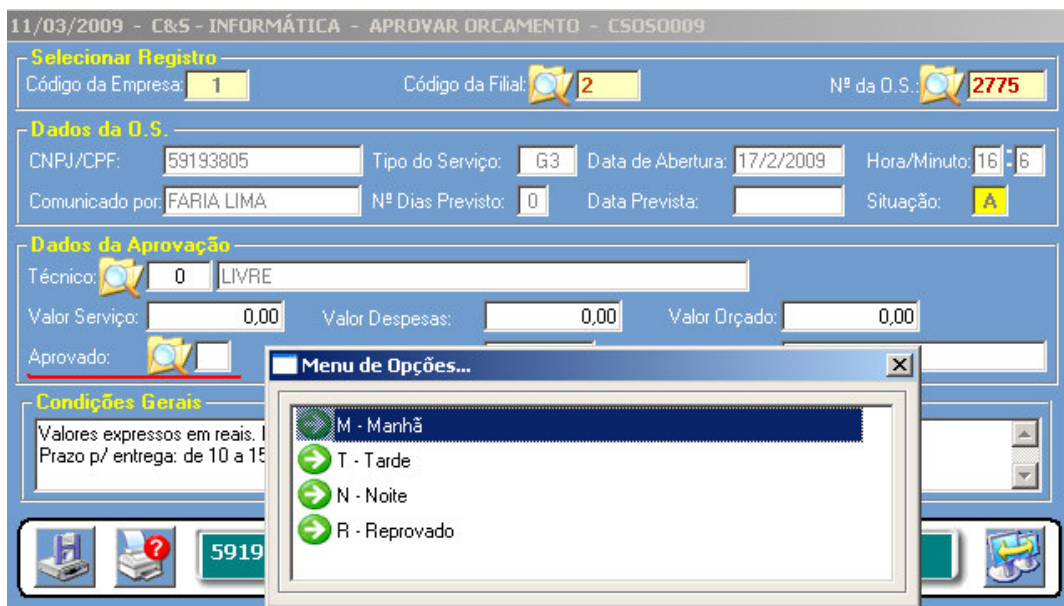 11/03/2009 - C&S - INFORMÁTICA - APROVAR ORCAMENTO - CSOSO009
Selecionar Registro
Código da Empresa: 1 Código da Filial: 2 Nº da O.S.: 2775
Dados da O.S.
CNPJ/CPF: 59193805 Tipo do Serviço: G3 Data de Abertura: 17/2/2009 Hora/Minuto: 16 : 6
Comunicado por: FARIA LIMA Nº Dias Previsto: 0 Data Prevista: Situação: A
Dados da Aprovação
Técnico: 0 LIVRE
Valor Serviço: 0,00 Valor Despesas: 0,00 Valor Orçado: 0,00
Aprovado:
Menu de Opções...
M - Manhã
T - Tarde
N - Noite
R - Reprovado
Condições Gerais
Valores expressos em reais.
Prazo p/ entrega: de 10 a 15
5919